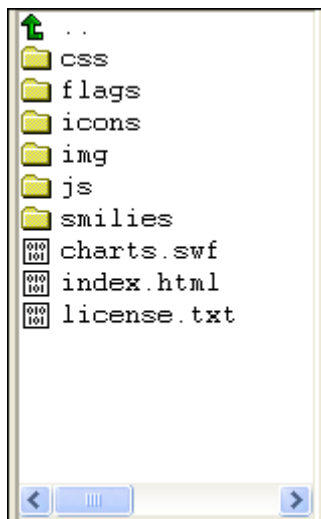 ..
css
flags
icons
img
js
smilies
charts.swf
index.html
license.txt